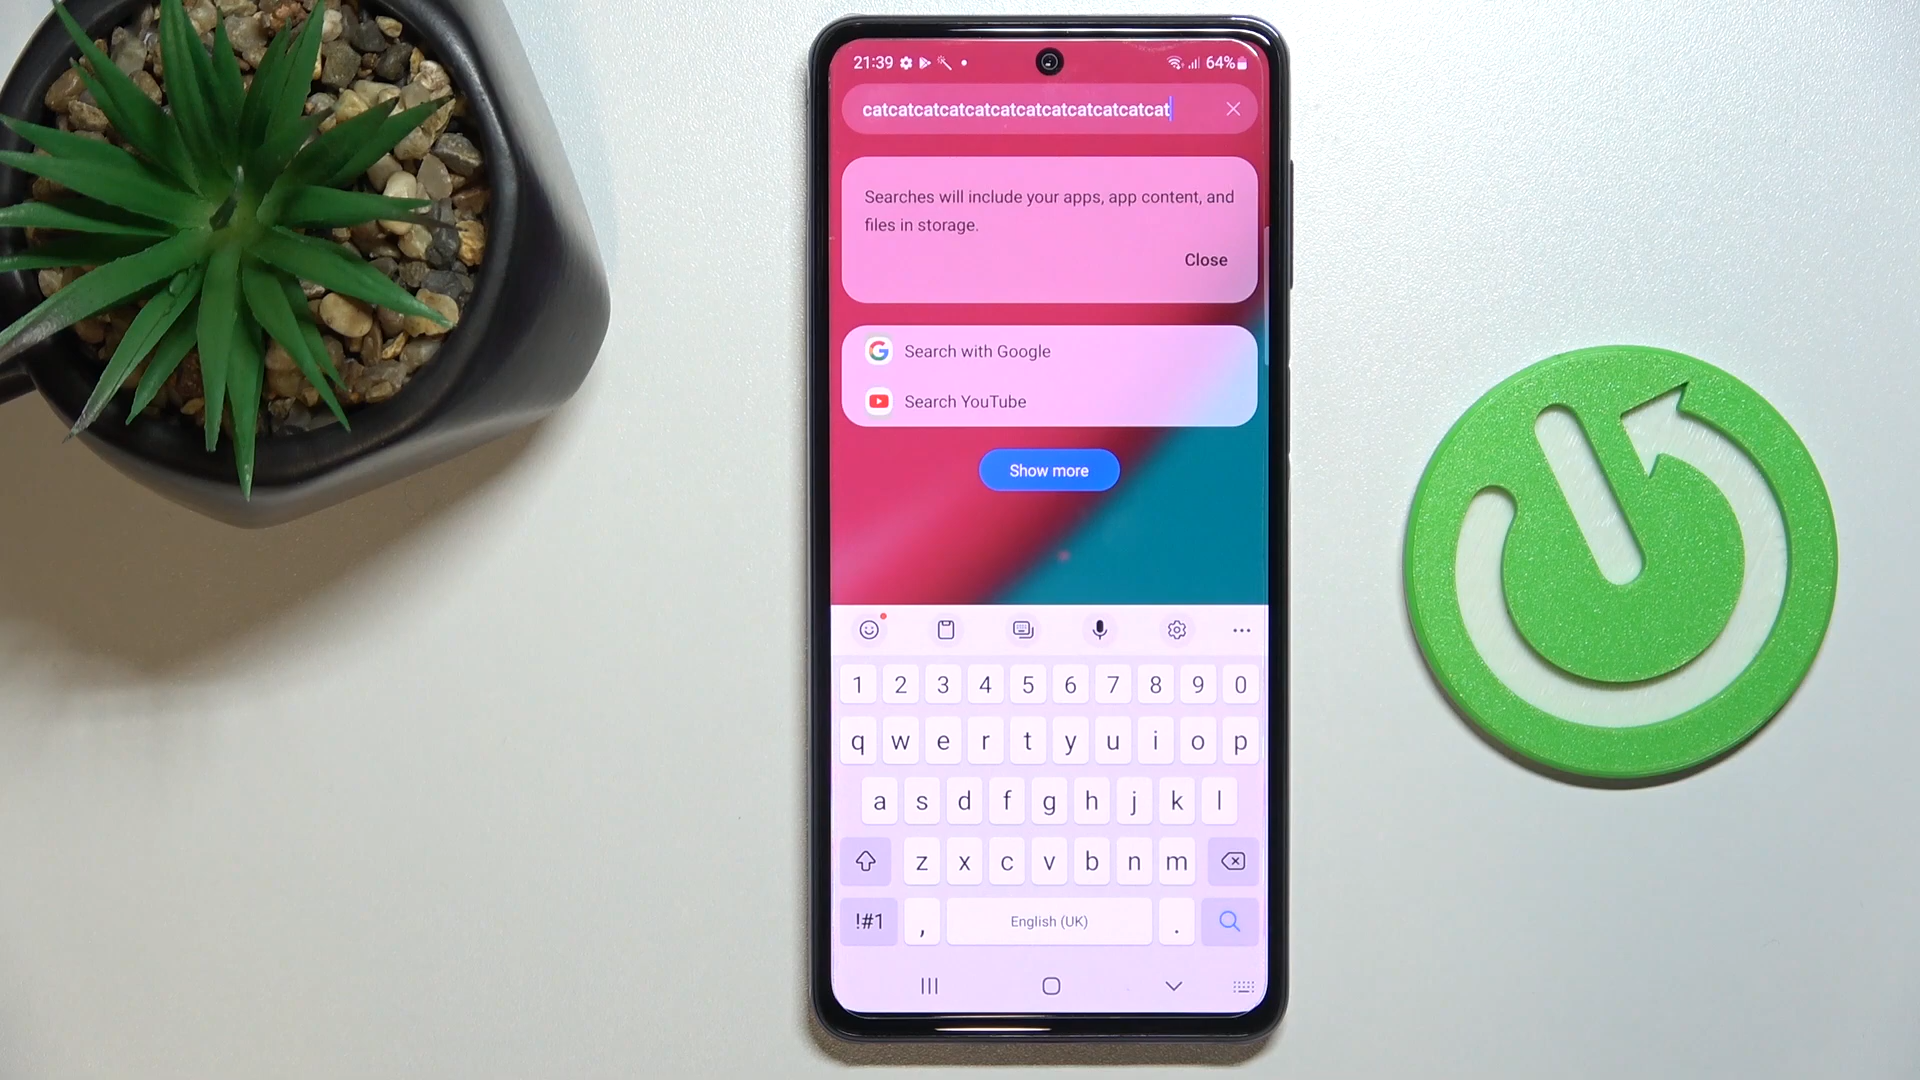 21:39 64%
catcatcatcatcatcatcatcatcatcatcatcat
Searches will include your apps, app content, and
files in storage.
Close
Search with Google
Search YouTube
Show more
1 2 3 4 5 6 7 8 9 0
q w e r t y u i o p
a s d f g h j k l
z x c v b n m
!#1 , English (UK) .